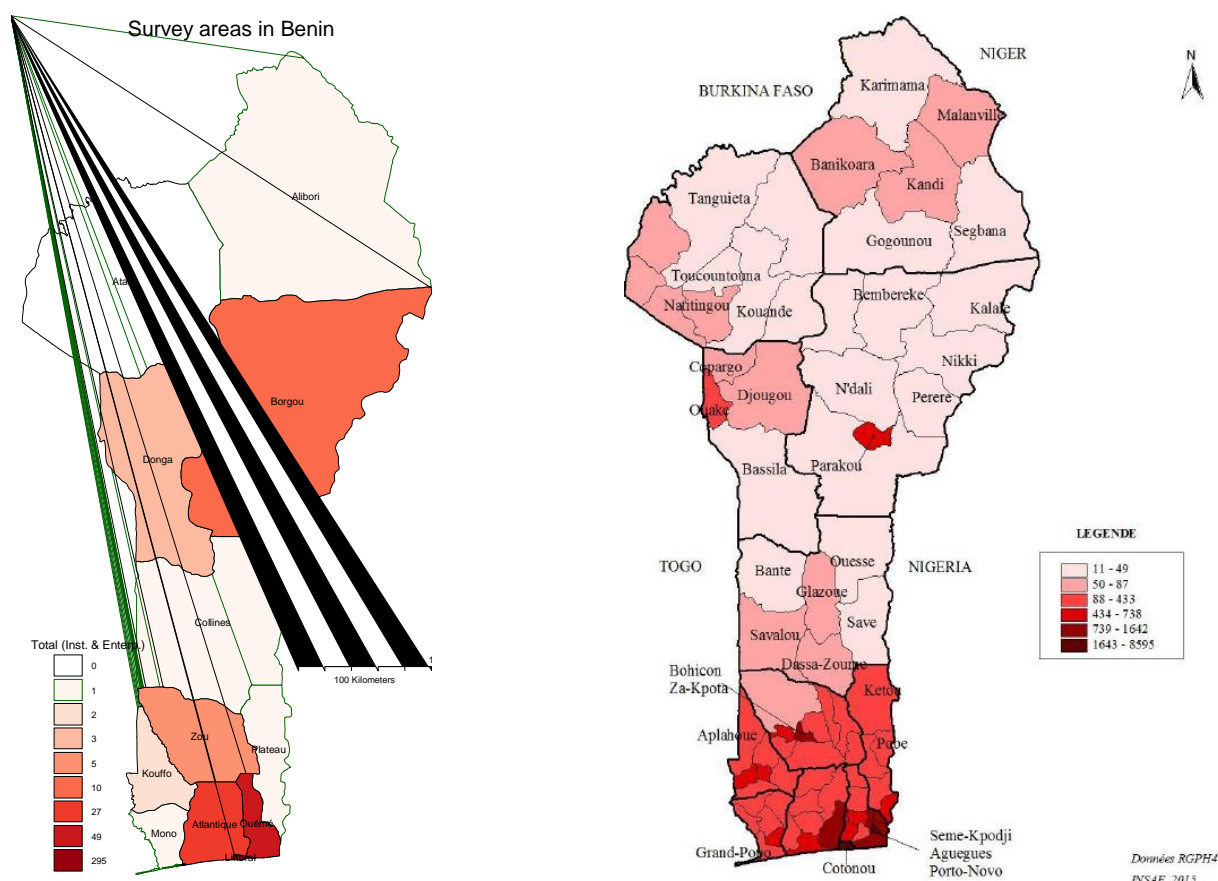 Survey areas in Benin
Alibori
Ata
Borgou
Donga
Collines
Total (Inst. & Enterp.)
0
1
2
3
5
10
27
49
295
100 Kilometers
Zou
Plateau
Kouffo
Atlantique
Ouémé
Mono
Littoral
N
NIGER
BURKINA FASO
Karimama
Malanville
Banikoara
Kandi
Tanguieta
Segbana
Gogounou
Toucountouna
Bembereke
Natitingou
Kouande
Kalale
Nikki
Copargo
N'dali
Djougou
Perere
Ouake
Parakou
Bassila
LEGENDE
11 - 49
50 - 87
88 - 433
434 - 738
739 - 1642
1643 - 8595
TOGO
NIGERIA
Bante
Ouesse
Glazoue
Save
Savalou
Dassa-Zoume
Bohicon
Za-Kpota
Ketou
Aplahoue
Pobe
Grand-Popo
Cotonou
Seme-Kpodji
Aguegues
Porto-Novo
Données RGPH4
INSAE, 2015